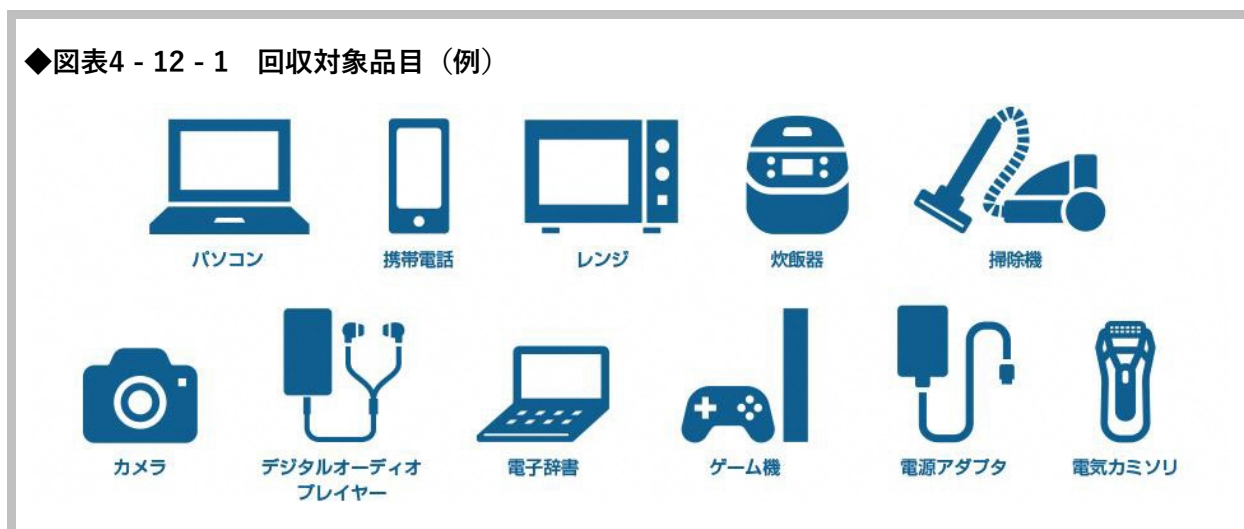 ◆図表4 - 12 - 1　回収対象品目（例）
パソコン
携帯電話
レンジ
炊飯器
掃除機
カメラ
デジタルオーディオ
プレイヤー
電子辞書
ゲーム機
電源アダプタ
電気カミソリ